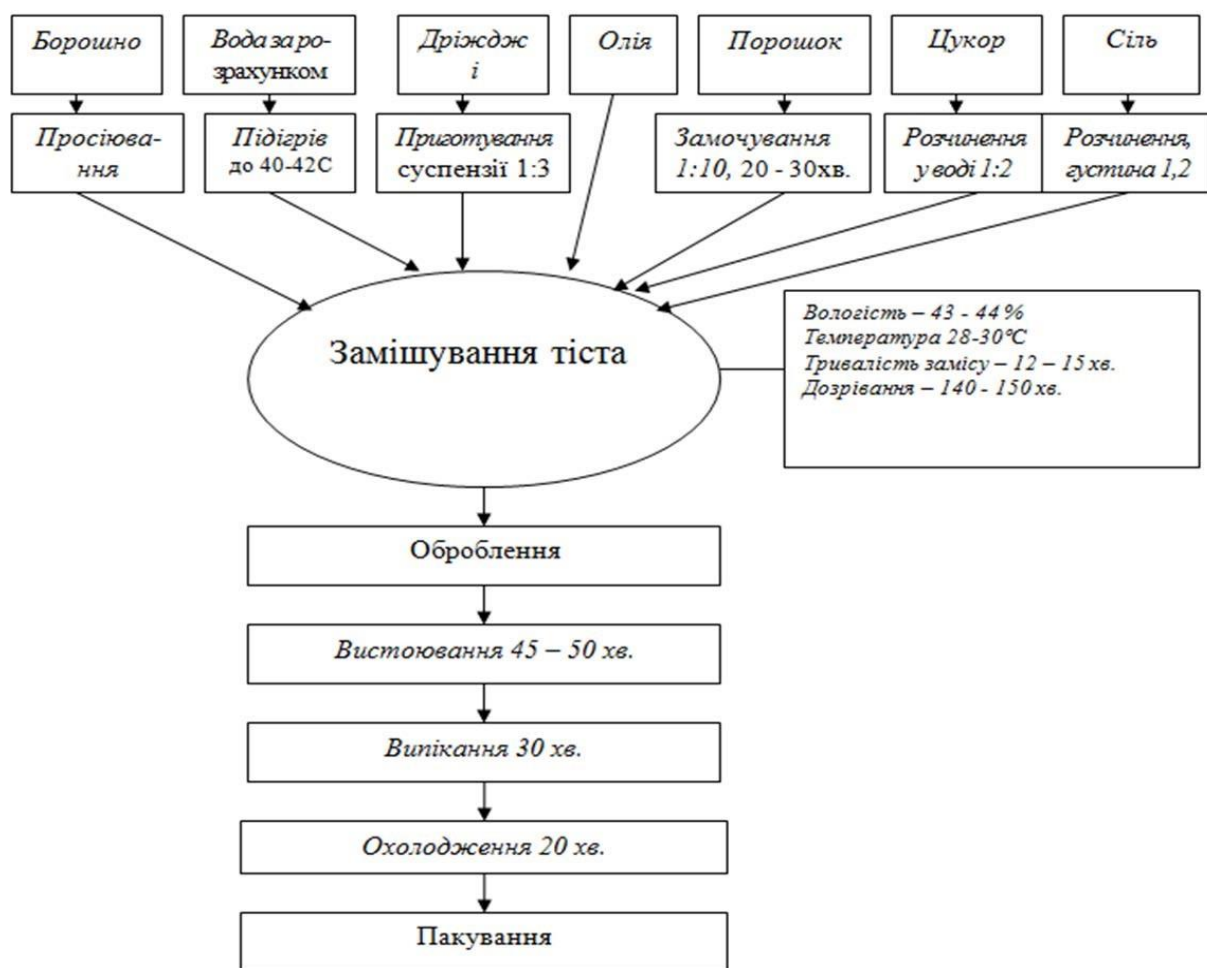 Борошно
Вода за ро-
зрахунком
Дріждж
і
Олія
Порошок
Цукор
Сіль
Просіюва-
ння
Підігрів
до 40-42С
Приготування
суспензії 1:3
Замочування
1:10, 20 - 30хв.
Розчинення
у воді 1:2
Розчинення,
густина 1,2
Замішування тіста
Вологість – 43 - 44 %
Температура 28-30°С
Тривалість замісу – 12 – 15 хв.
Дозрівання – 140 - 150 хв.
Оброблення
Вистоювання 45 – 50 хв.
Випікання 30 хв.
Охолодження 20 хв.
Пакування